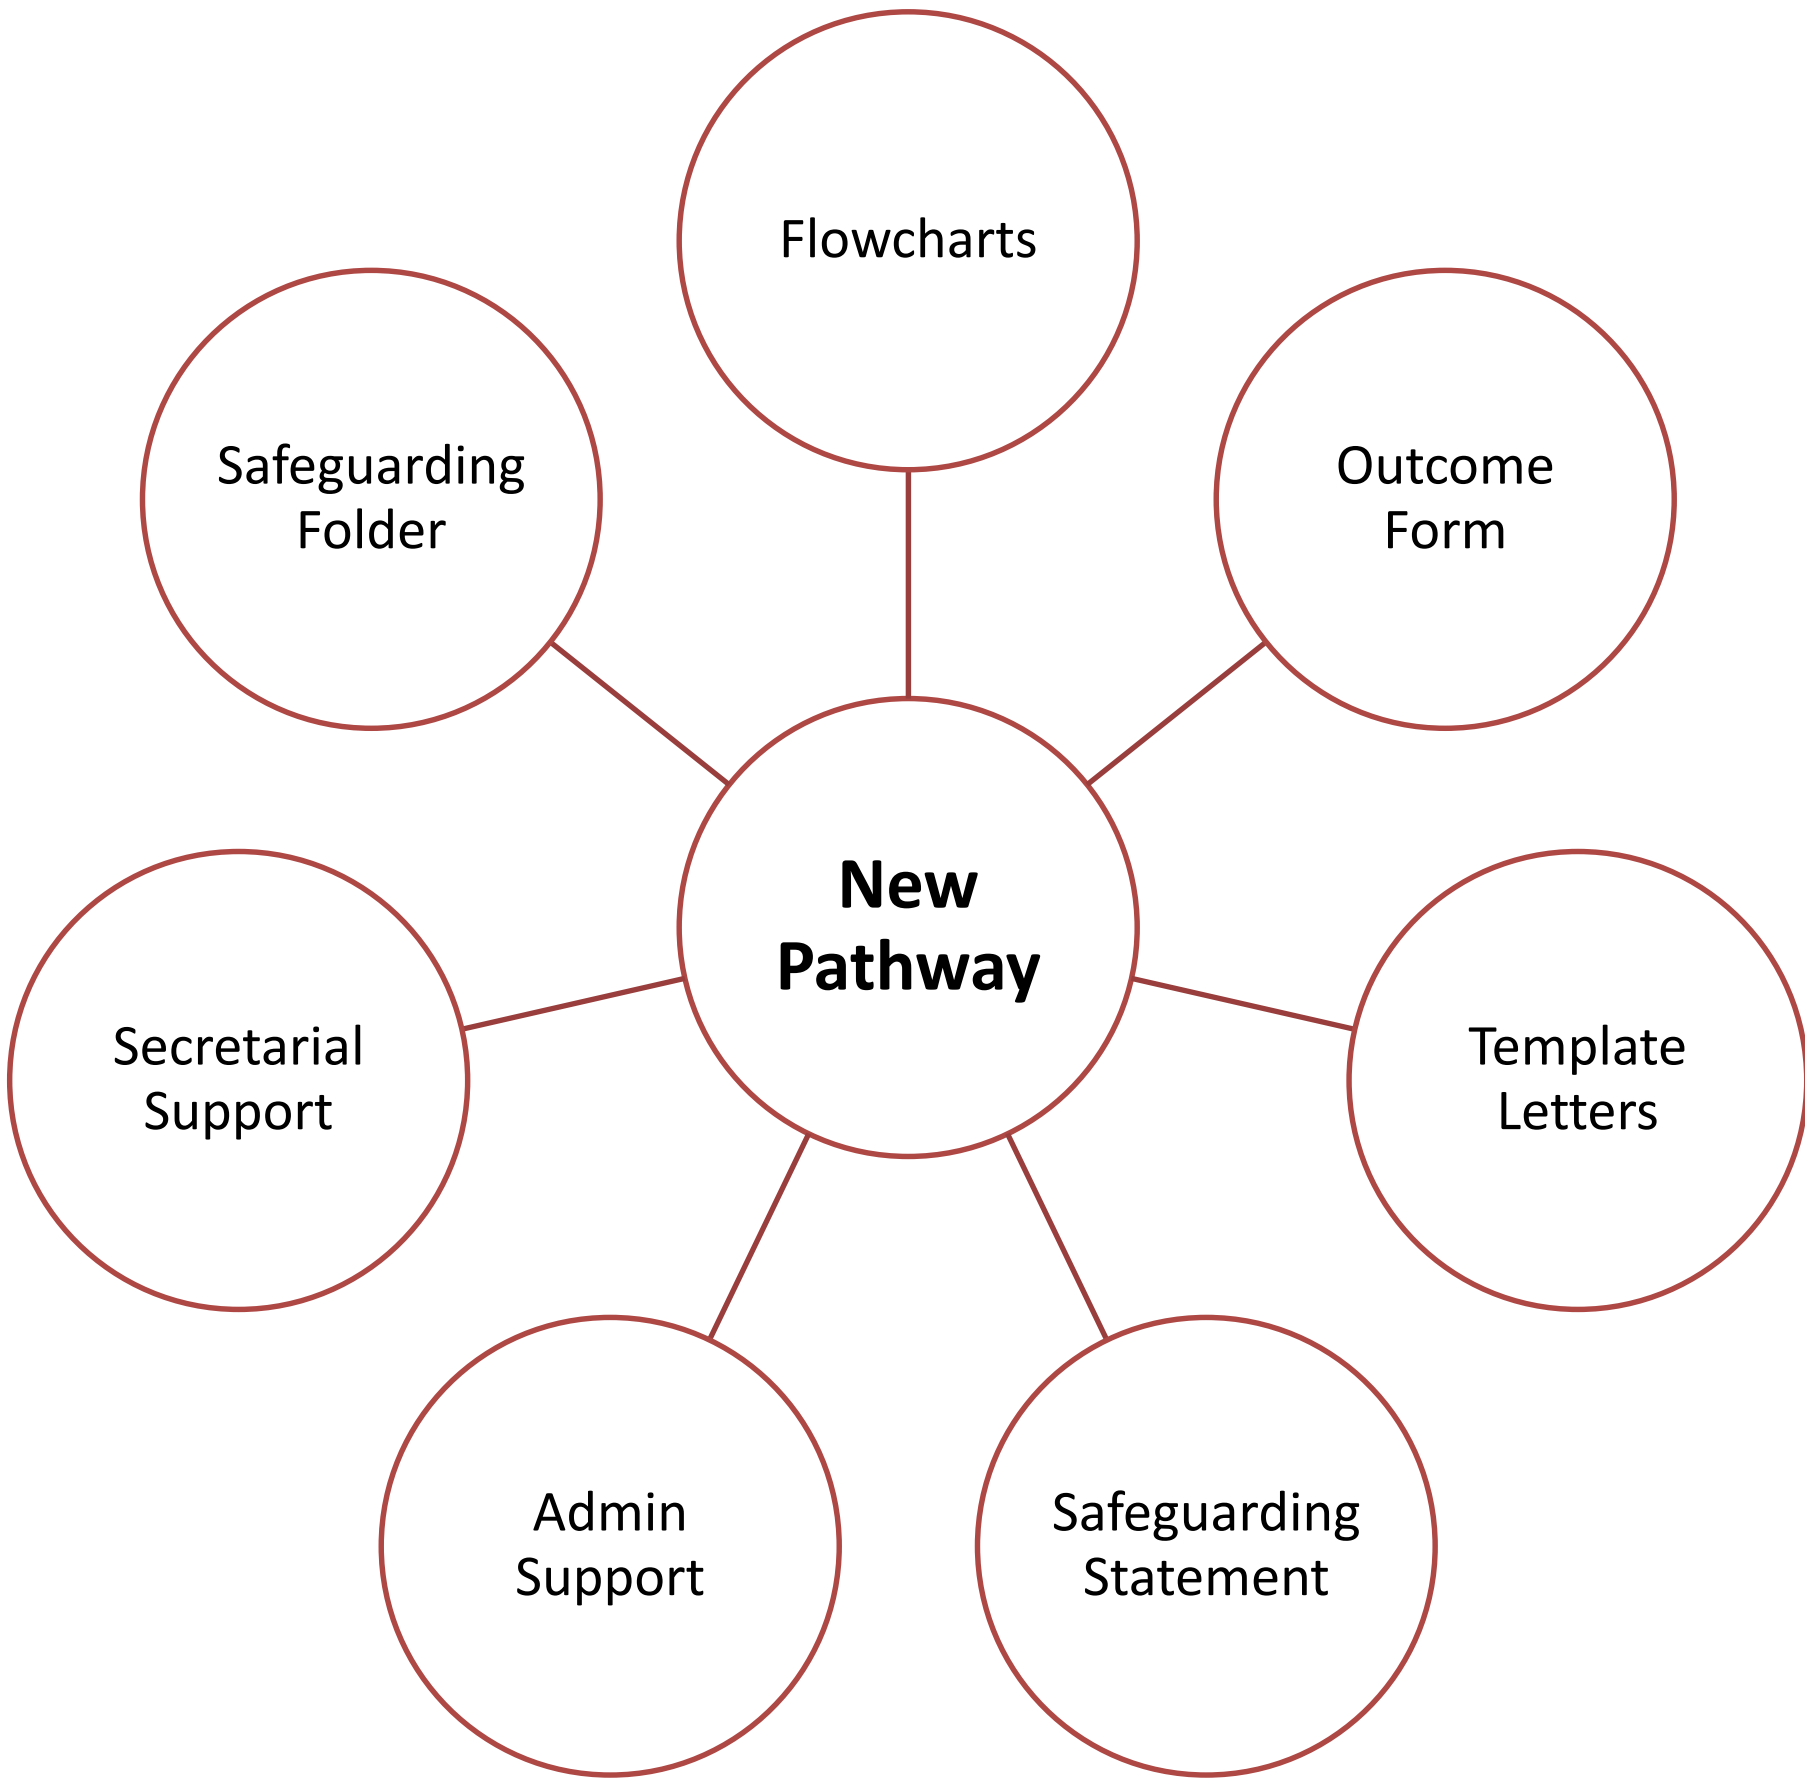 Flowcharts
Outcome
Form
Template
Letters
Safeguarding
Statement
Admin
Support
Secretarial
Support
Safeguarding
Folder
New
Pathway